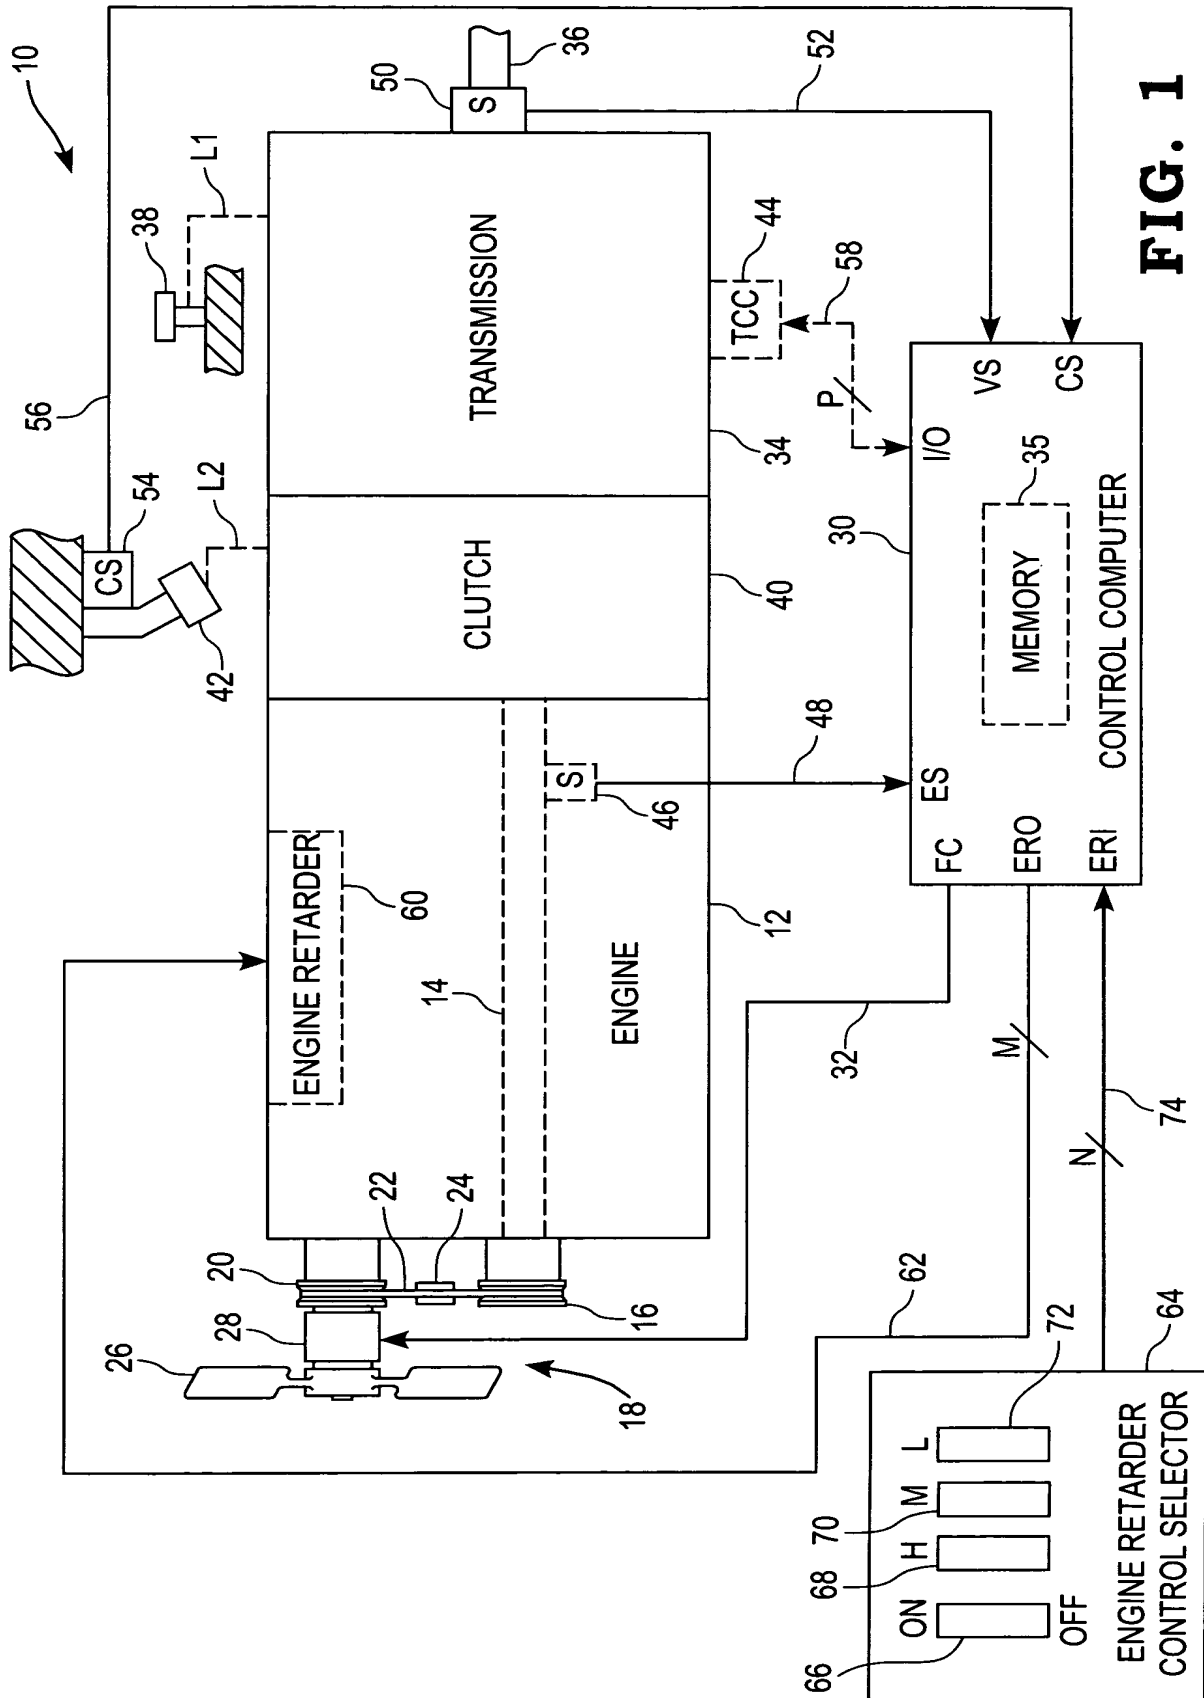 10
56
54
CS
42
L2
38
L1
50
S
36
52
ENGINE RETARDER
60
14
ENGINE
12
S
46
48
CLUTCH
40
TRANSMISSION
34
TCC
44
58
P
26
28
20
22
24
16
18
32
30
FC
ES
I/O
ERO
VS
ERI
CS
MEMORY
35
CONTROL COMPUTER
M
N
74
62
64
66
ON
OFF
68
H
70
M
L
72
ENGINE RETARDER
CONTROL SELECTOR
FIG. 1